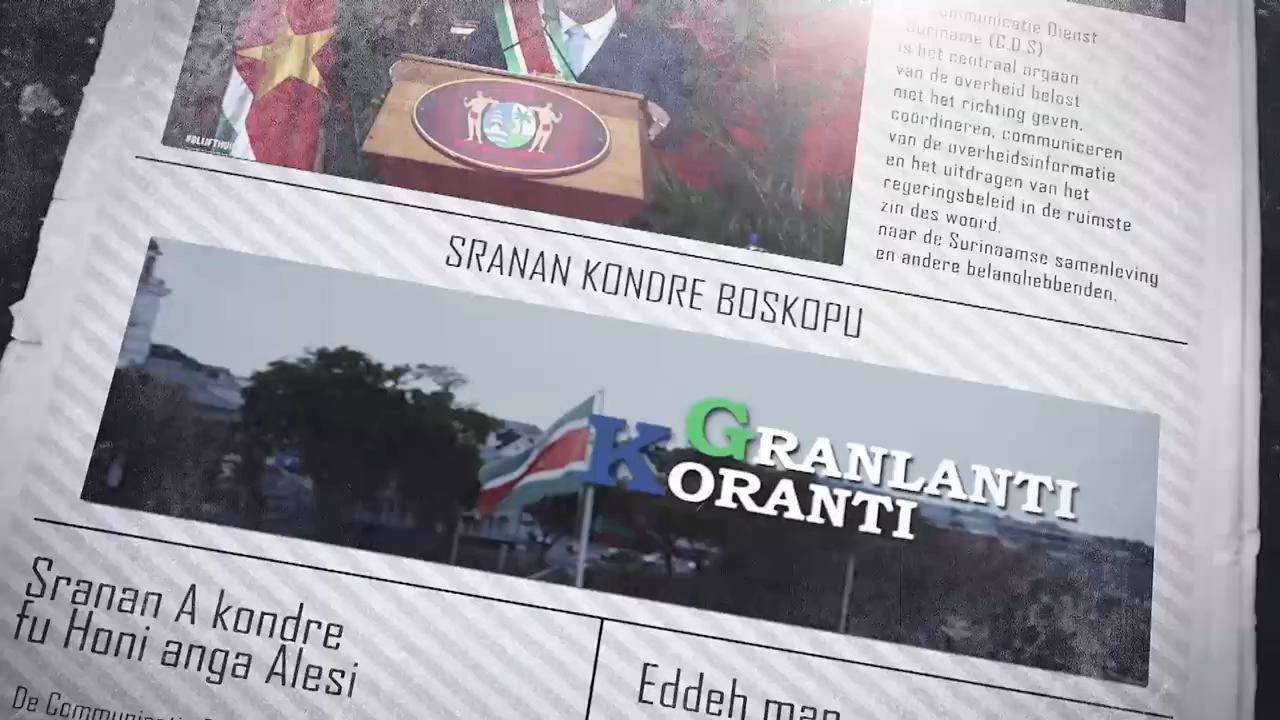 Communicatie Dienst
Suriname (C.D.S)
is het centraal orgaan
van de overheid belast
met het richting geven,
coördineren, communiceren
van de overheidsinformatie
en het uitdragen van het
regeringsbeleid in de ruimste
zin des woord.
naar de Surinaamse samenleving
en andere belanghebbenden.
SRANAN KONDRE BOSKOPU
GRANLANTI
KORANTI
Sranan A kondre
fu Honi anga Alesi
De
Eddeh man